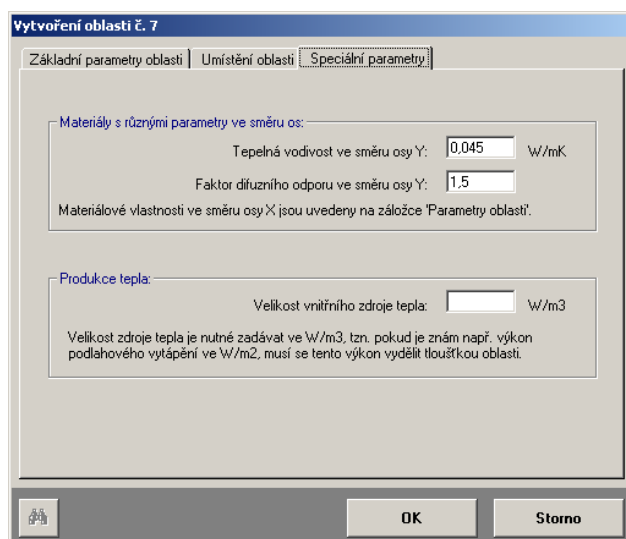 Vytvoření oblasti č. 7
Základní parametry oblasti Umístění oblasti Speciální parametry
Materiály s různými parametry ve směru os:
Tepelná vodivost ve směru osy Y: 0,045 W/mK
Faktor difuzního odporu ve směru osy Y: 1,5
Materiálové vlastnosti ve směru osy X jsou uvedeny na záložce 'Parametry oblasti'.
Produkce tepla:
Velikost vnitřního zdroje tepla: W/m3
Velikost zdroje tepla je nutné zadávat ve W/m3, tzn. pokud je znám např. výkon
podlahového vytápění ve W/m2, musí se tento výkon vydělit tloušťkou oblasti.
OK Storno